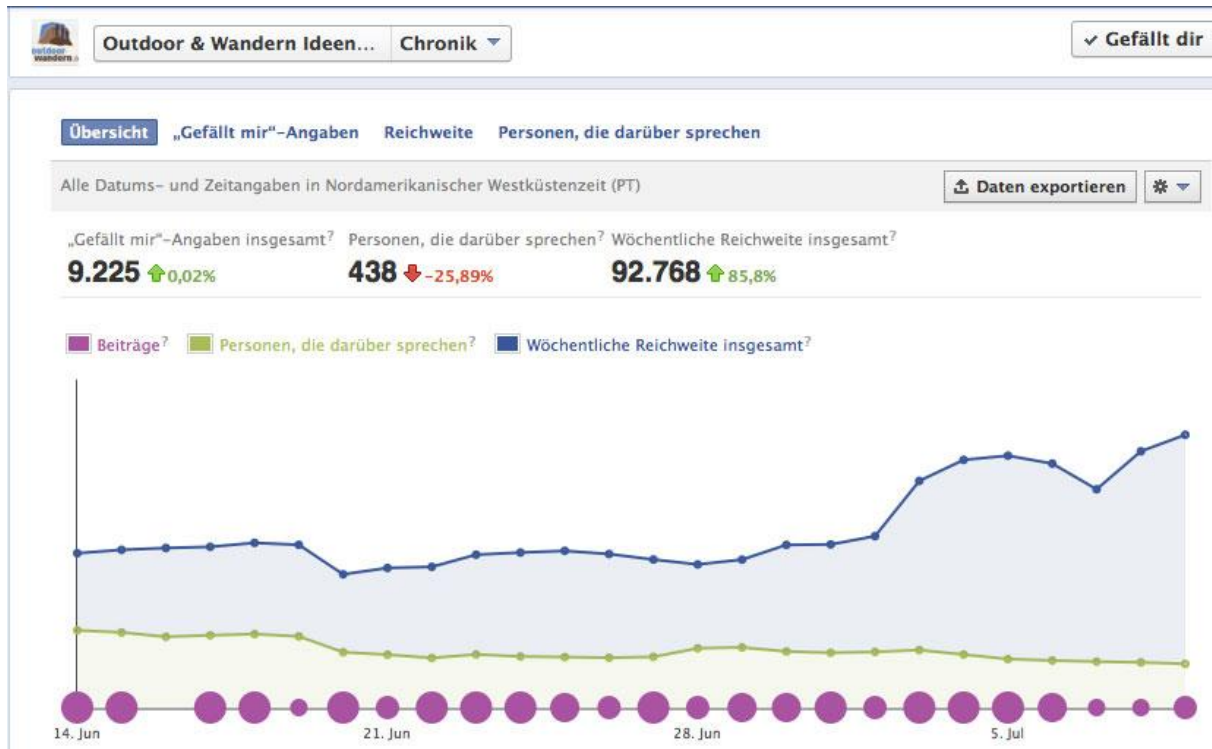 outdoor
wandern.
Outdoor & Wandern Ideen... Chronik
✓ Gefällt dir
Übersicht „Gefällt mir"-Angaben Reichweite Personen, die darüber sprechen
Alle Datums- und Zeitangaben in Nordamerikanischer Westküstenzeit (PT) Daten exportieren
„Gefällt mir"-Angaben insgesamt? Personen, die darüber sprechen? Wöchentliche Reichweite insgesamt?
9.225 0,02% 438 -25,89% 92.768 85,8%
Beiträge? Personen, die darüber sprechen? Wöchentliche Reichweite insgesamt?
14. Jun 21. Jun 28. Jun 5. Jul